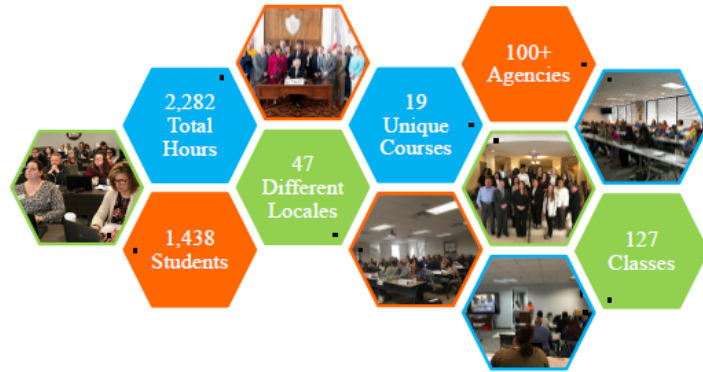 2,282
Total
Hours
1,438
Students
47
Different
Locales
19
Unique
Courses
100+
Agencies
127
Classes